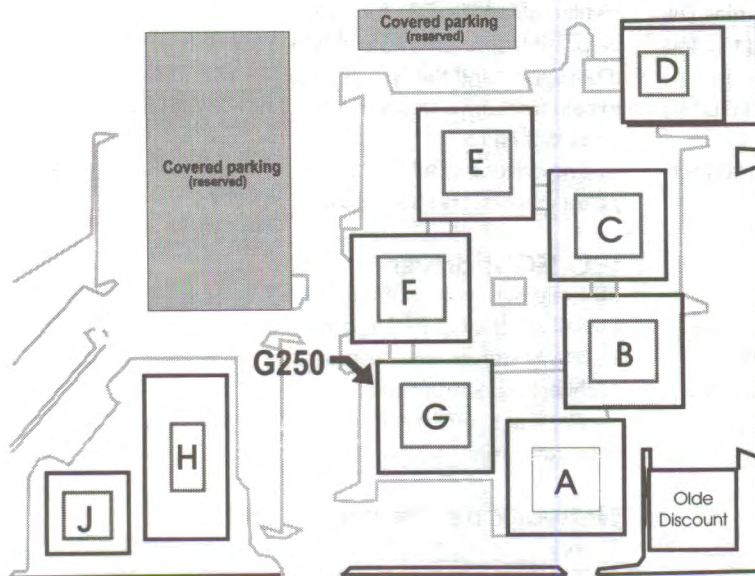 Covered parking
(reserved)
D
E
Covered parking
(reserved)
C
F
B
G250
G
H
A
J
Olde
Discount